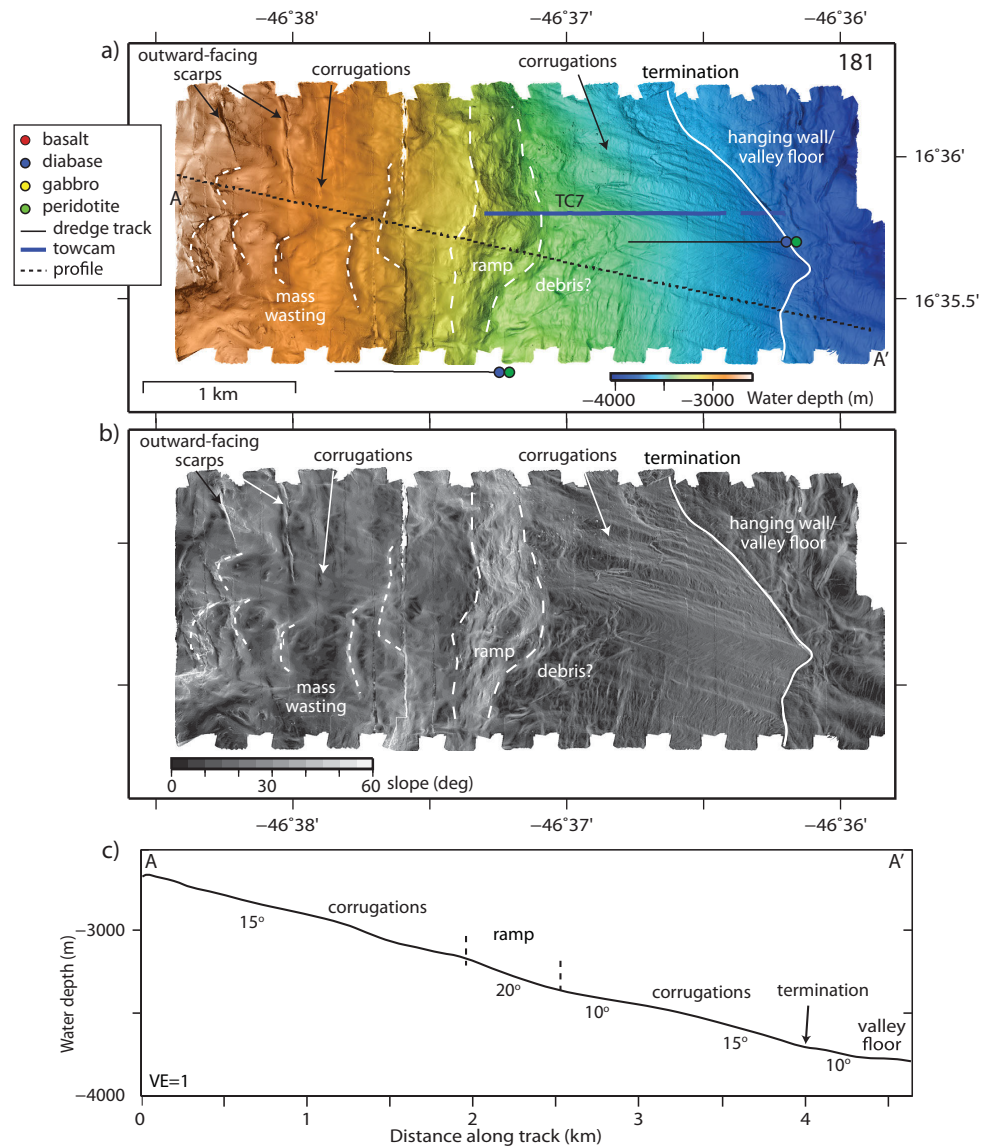 −46˚38' −46˚37' −46˚36'
a)
outward-facing
scarps
corrugations
corrugations
termination
181
hanging wall/
valley floor
basalt
diabase
gabbro
peridotite
dredge track
towcam
profile
16˚36'
A
TC7
ramp
debris?
mass
wasting
16˚35.5'
A'
1 km
−4000 −3000
Water depth (m)
b)
outward-facing
scarps
corrugations
corrugations
termination
hanging wall/
valley floor
ramp
debris?
mass
wasting
0 30 60
slope (deg)
−46˚38' −46˚37' −46˚36'
c)
A
A'
corrugations
15°
ramp
20°
10°
corrugations
15°
termination
valley
floor
10°
−3000
−4000
Water depth (m)
VE=1
0 1 2 3 4
Distance along track (km)